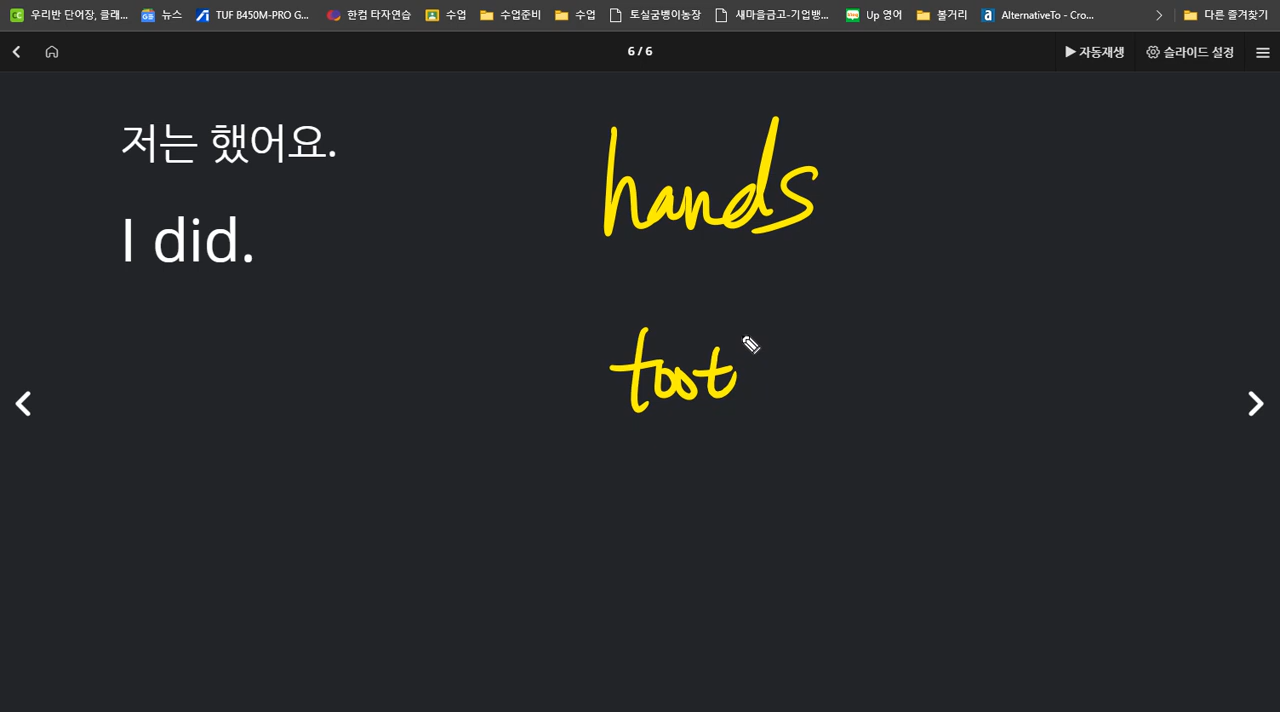 우리반 단어장, 클래... 뉴스 TUF B450M-PRO G... 한컴 타자연습 수업 수업준비 수업 토실굼벵이농장 새마을금고-기업뱅... Up 영어 볼거리 AlternativeTo - Cro... 다른 즐겨찾기
6 / 6 자동재생 슬라이드 설정
저는 했어요.
I did.
hands
foot